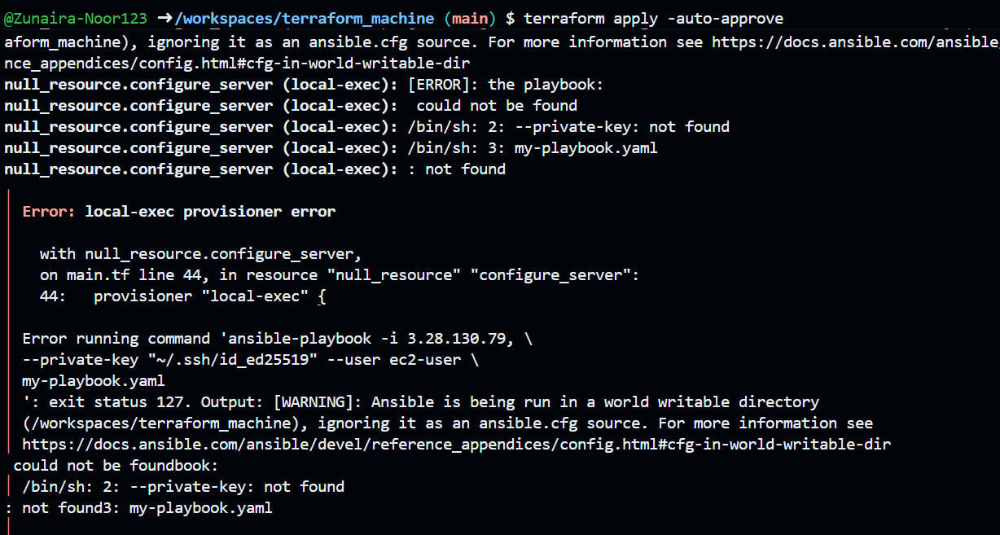 @Zunaira-Noor123 ➜/workspaces/terraform_machine (main) $ terraform apply -auto-approve
aform_machine), ignoring it as an ansible.cfg source. For more information see https://docs.ansible.com/ansible/
nce_appendices/config.html#cfg-in-world-writable-dir
null_resource.configure_server (local-exec): [ERROR]: the playbook:
null_resource.configure_server (local-exec):  could not be found
null_resource.configure_server (local-exec): /bin/sh: 2: --private-key: not found
null_resource.configure_server (local-exec): /bin/sh: 3: my-playbook.yaml
null_resource.configure_server (local-exec): : not found
Error: local-exec provisioner error
with null_resource.configure_server,
on main.tf line 44, in resource "null_resource" "configure_server":
44:   provisioner "local-exec" {
Error running command 'ansible-playbook -i 3.28.130.79, \
--private-key "~/.ssh/id_ed25519" --user ec2-user \
my-playbook.yaml
': exit status 127. Output: [WARNING]: Ansible is being run in a world writable directory
(/workspaces/terraform_machine), ignoring it as an ansible.cfg source. For more information see
https://docs.ansible.com/ansible/devel/reference_appendices/config.html#cfg-in-world-writable-dir
could not be foundbook:
/bin/sh: 2: --private-key: not found
: not found3: my-playbook.yaml